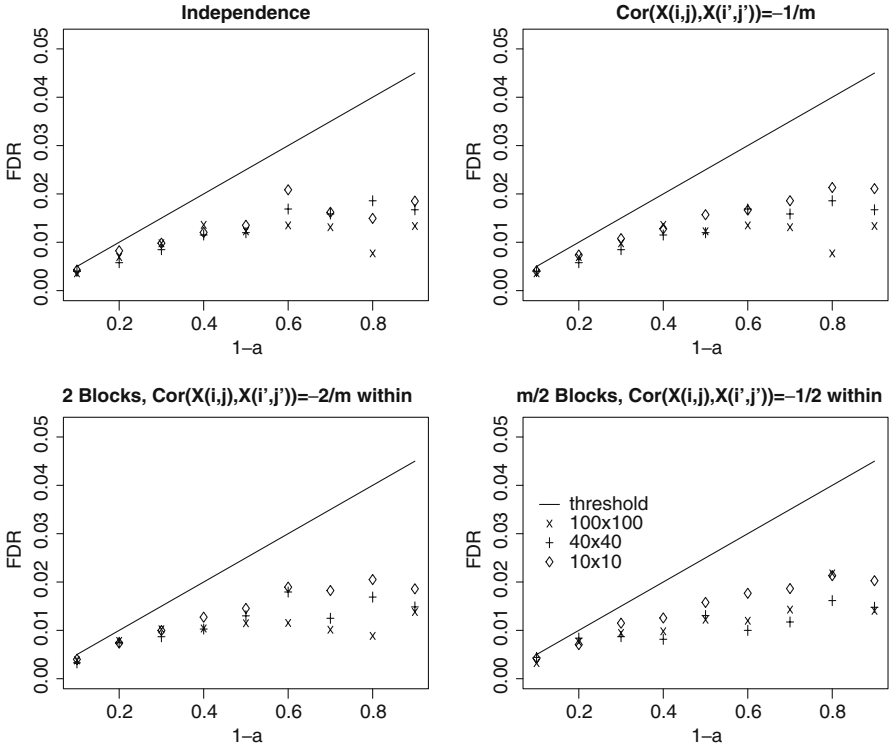 Independence
FDR
0.05
0.04
0.03
0.02
0.01
0.00
0.2 0.4 0.6 0.8
1–a
Cor(X(i,j),X(i',j'))=–1/m
FDR
0.05
0.04
0.03
0.02
0.01
0.00
0.2 0.4 0.6 0.8
1–a
2 Blocks, Cor(X(i,j),X(i',j'))=–2/m within
FDR
0.05
0.04
0.03
0.02
0.01
0.00
0.2 0.4 0.6 0.8
1–a
m/2 Blocks, Cor(X(i,j),X(i',j'))=–1/2 within
FDR
0.05
0.04
0.03
0.02
0.01
0.00
threshold
100x100
40x40
10x10
0.2 0.4 0.6 0.8
1–a